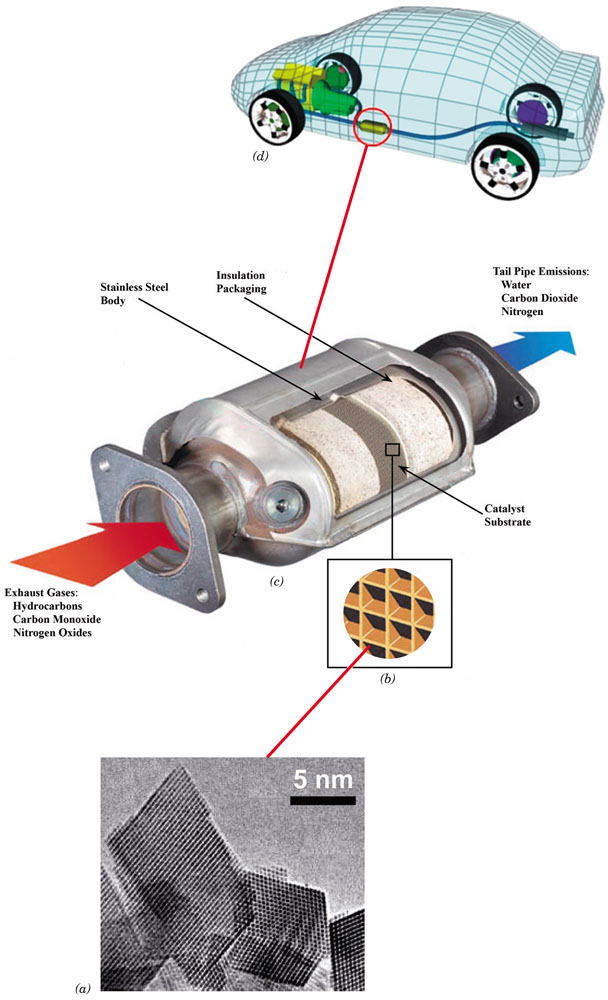 (d)
Stainless Steel
Body
Insulation
Packaging
Tail Pipe Emissions:
Water
Carbon Dioxide
Nitrogen
Catalyst
Substrate
(c)
Exhaust Gases:
Hydrocarbons
Carbon Monoxide
Nitrogen Oxides
(b)
5 nm
(a)